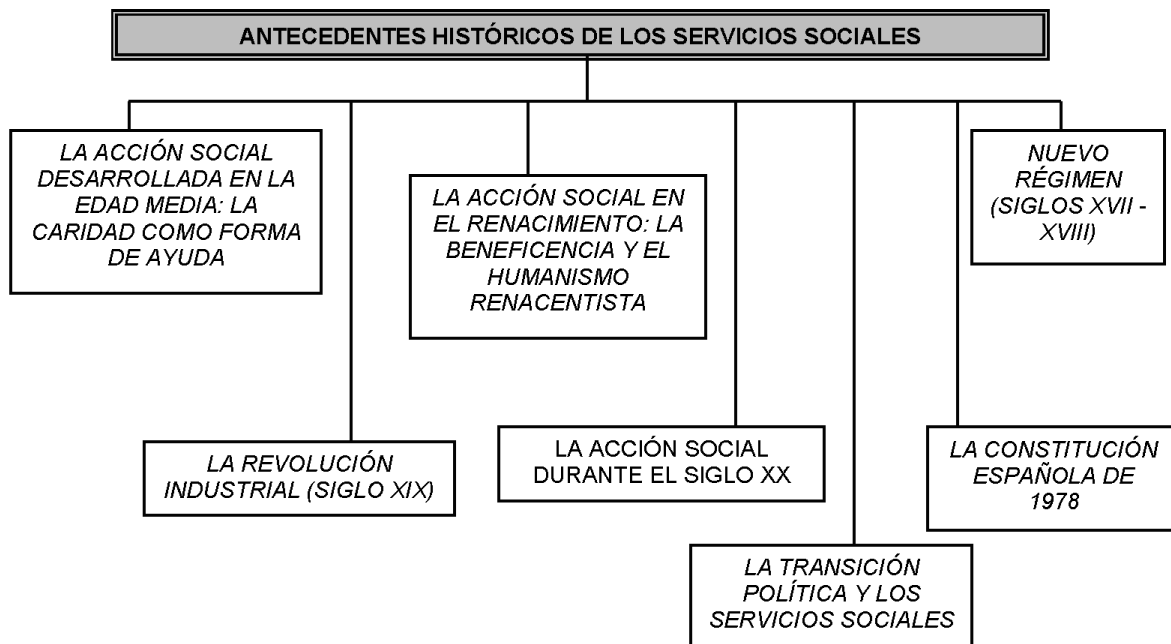 ANTECEDENTES HISTÓRICOS DE LOS SERVICIOS SOCIALES
LA ACCIÓN SOCIAL
DESARROLLADA EN LA
EDAD MEDIA: LA
CARIDAD COMO FORMA
DE AYUDA
LA ACCIÓN SOCIAL EN
EL RENACIMIENTO: LA
BENEFICENCIA Y EL
HUMANISMO
RENACENTISTA
NUEVO
RÉGIMEN
(SIGLOS XVII -
XVIII)
LA REVOLUCIÓN
INDUSTRIAL (SIGLO XIX)
LA ACCIÓN SOCIAL
DURANTE EL SIGLO XX
LA CONSTITUCIÓN
ESPAÑOLA DE
1978
LA TRANSICIÓN
POLÍTICA Y LOS
SERVICIOS SOCIALES